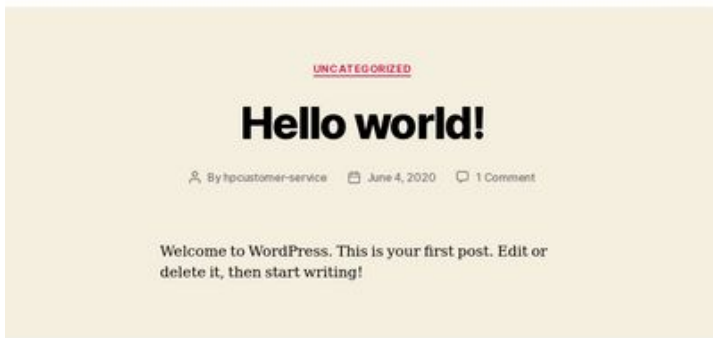 UNCATEGORIZED
Hello world!
By hpcustomer-service June 4, 2020 1 Comment
Welcome to WordPress. This is your first post. Edit or
delete it, then start writing!